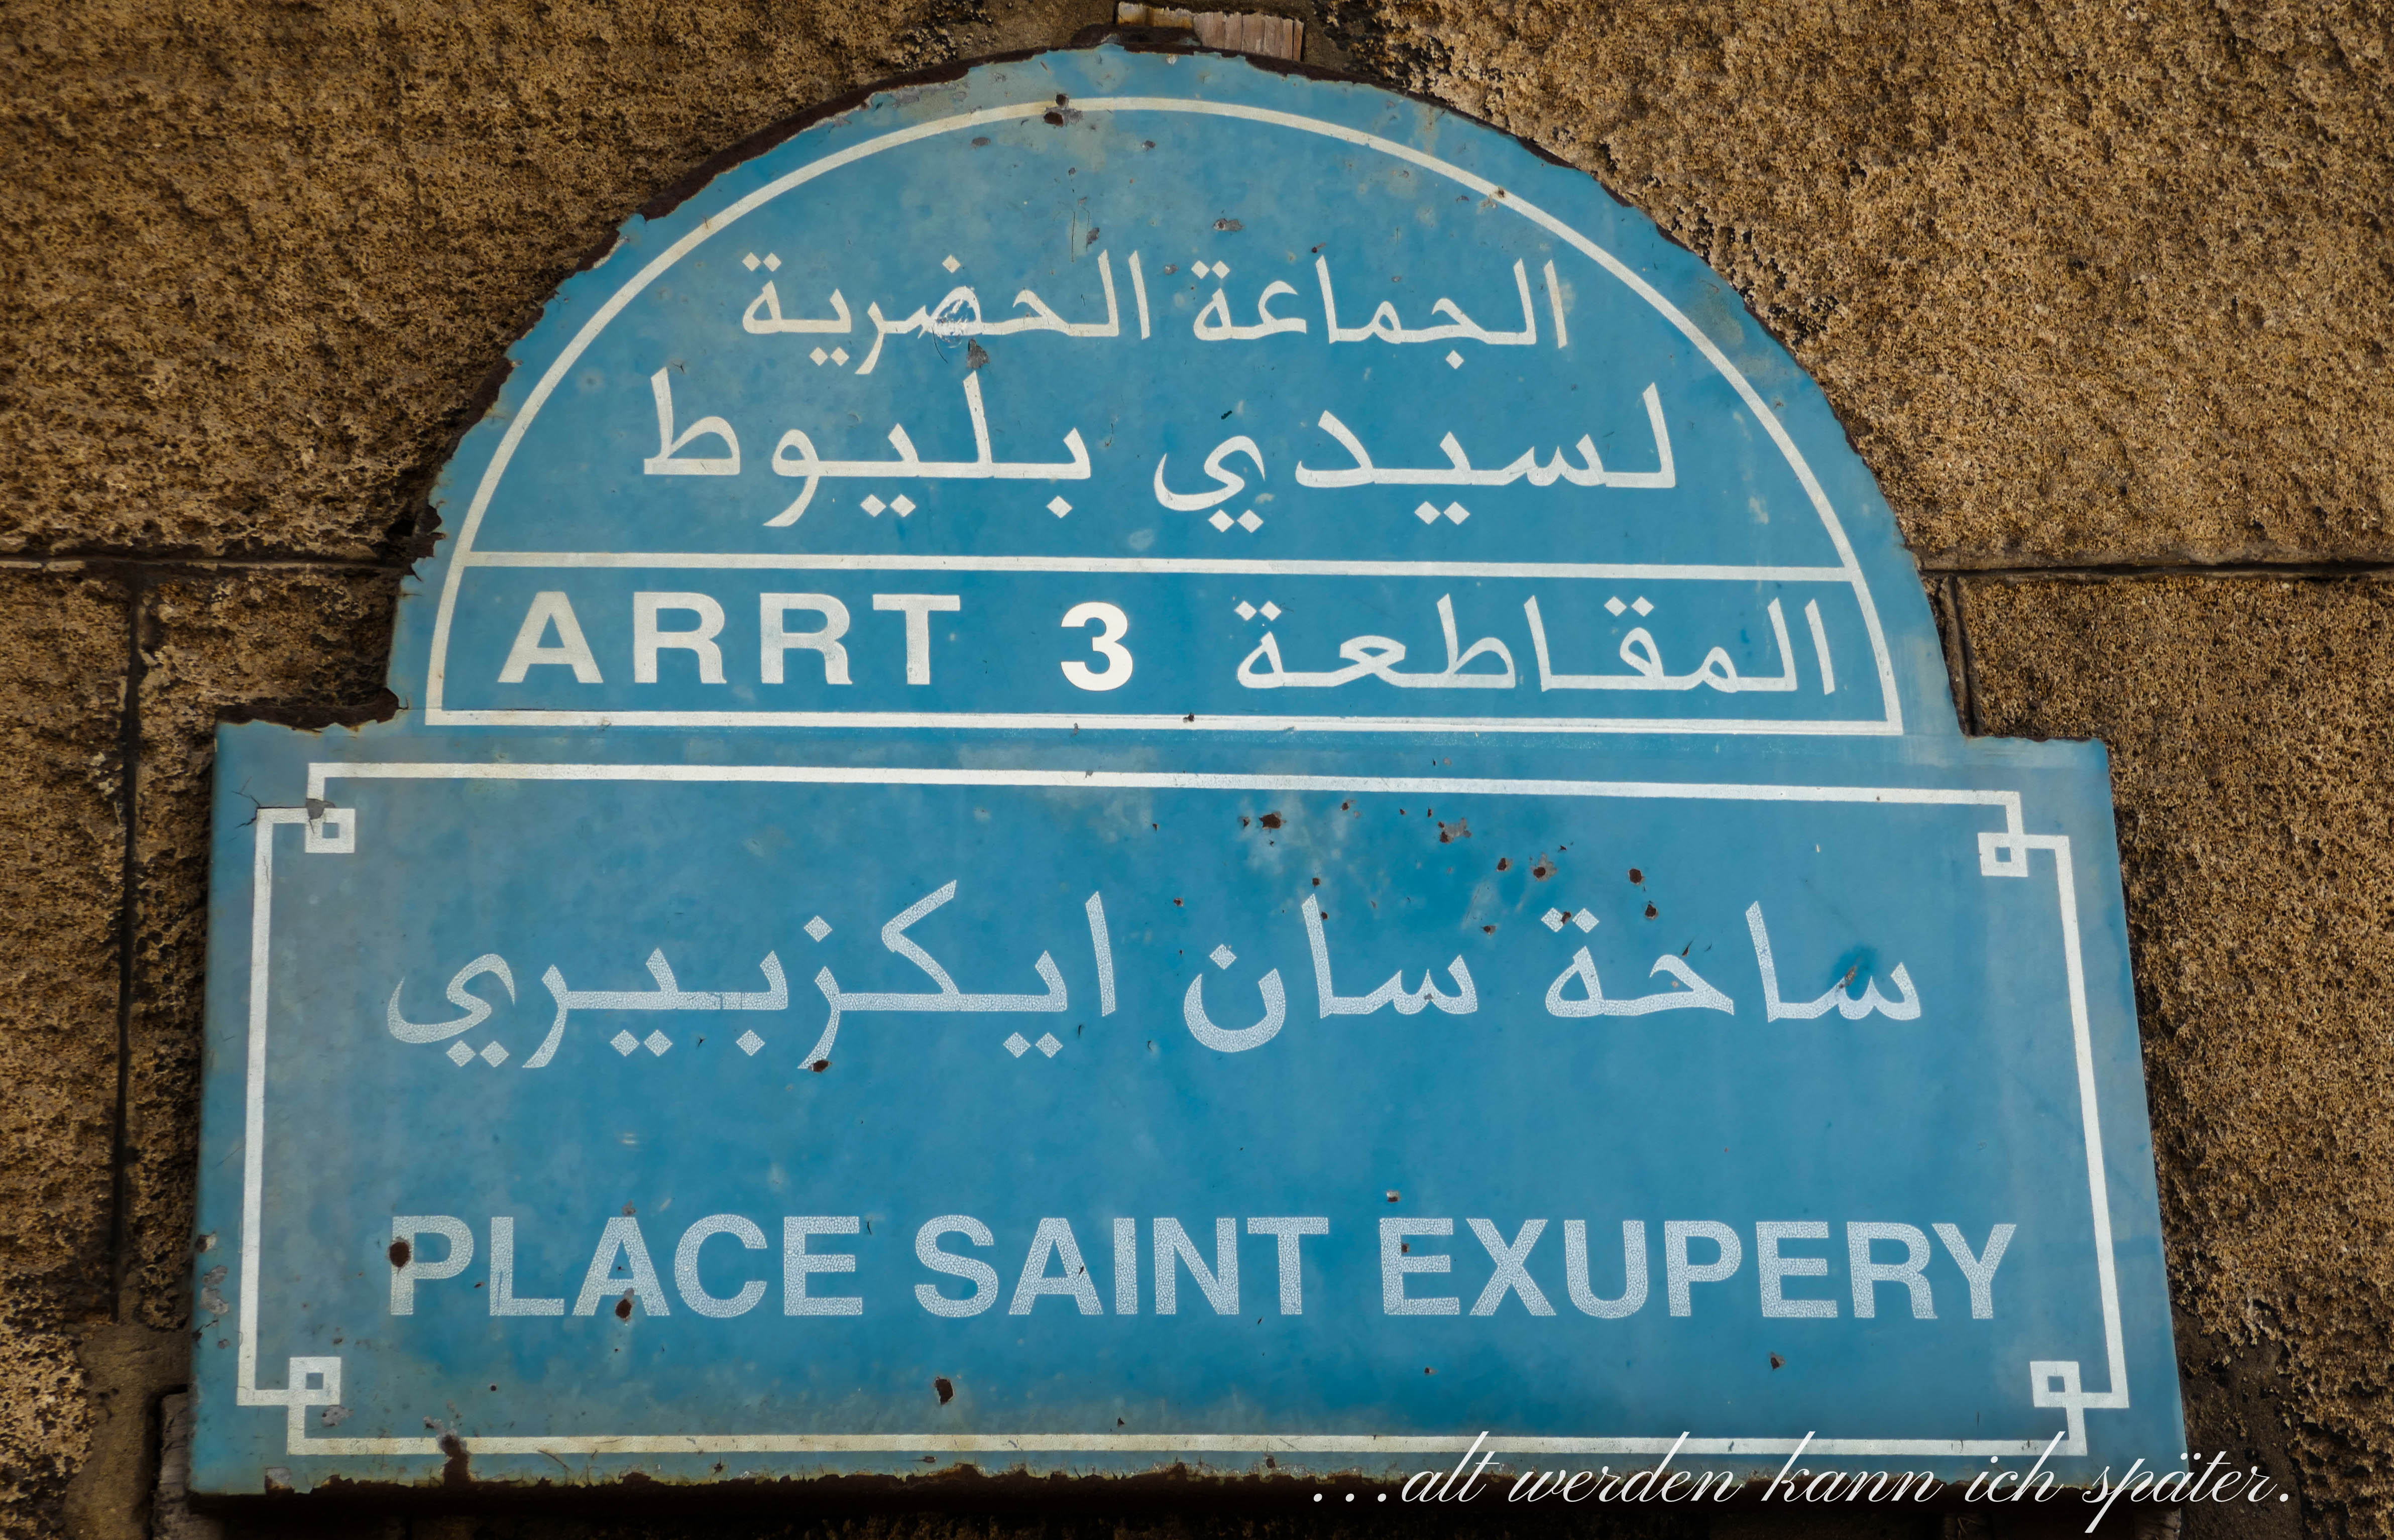 الجماعة الحضرية
لسيدي بليوط
ARRT 3 المقاطعة
ساحة سان ايكزبيري
PLACE SAINT EXUPERY
...alt werden kann ich später.